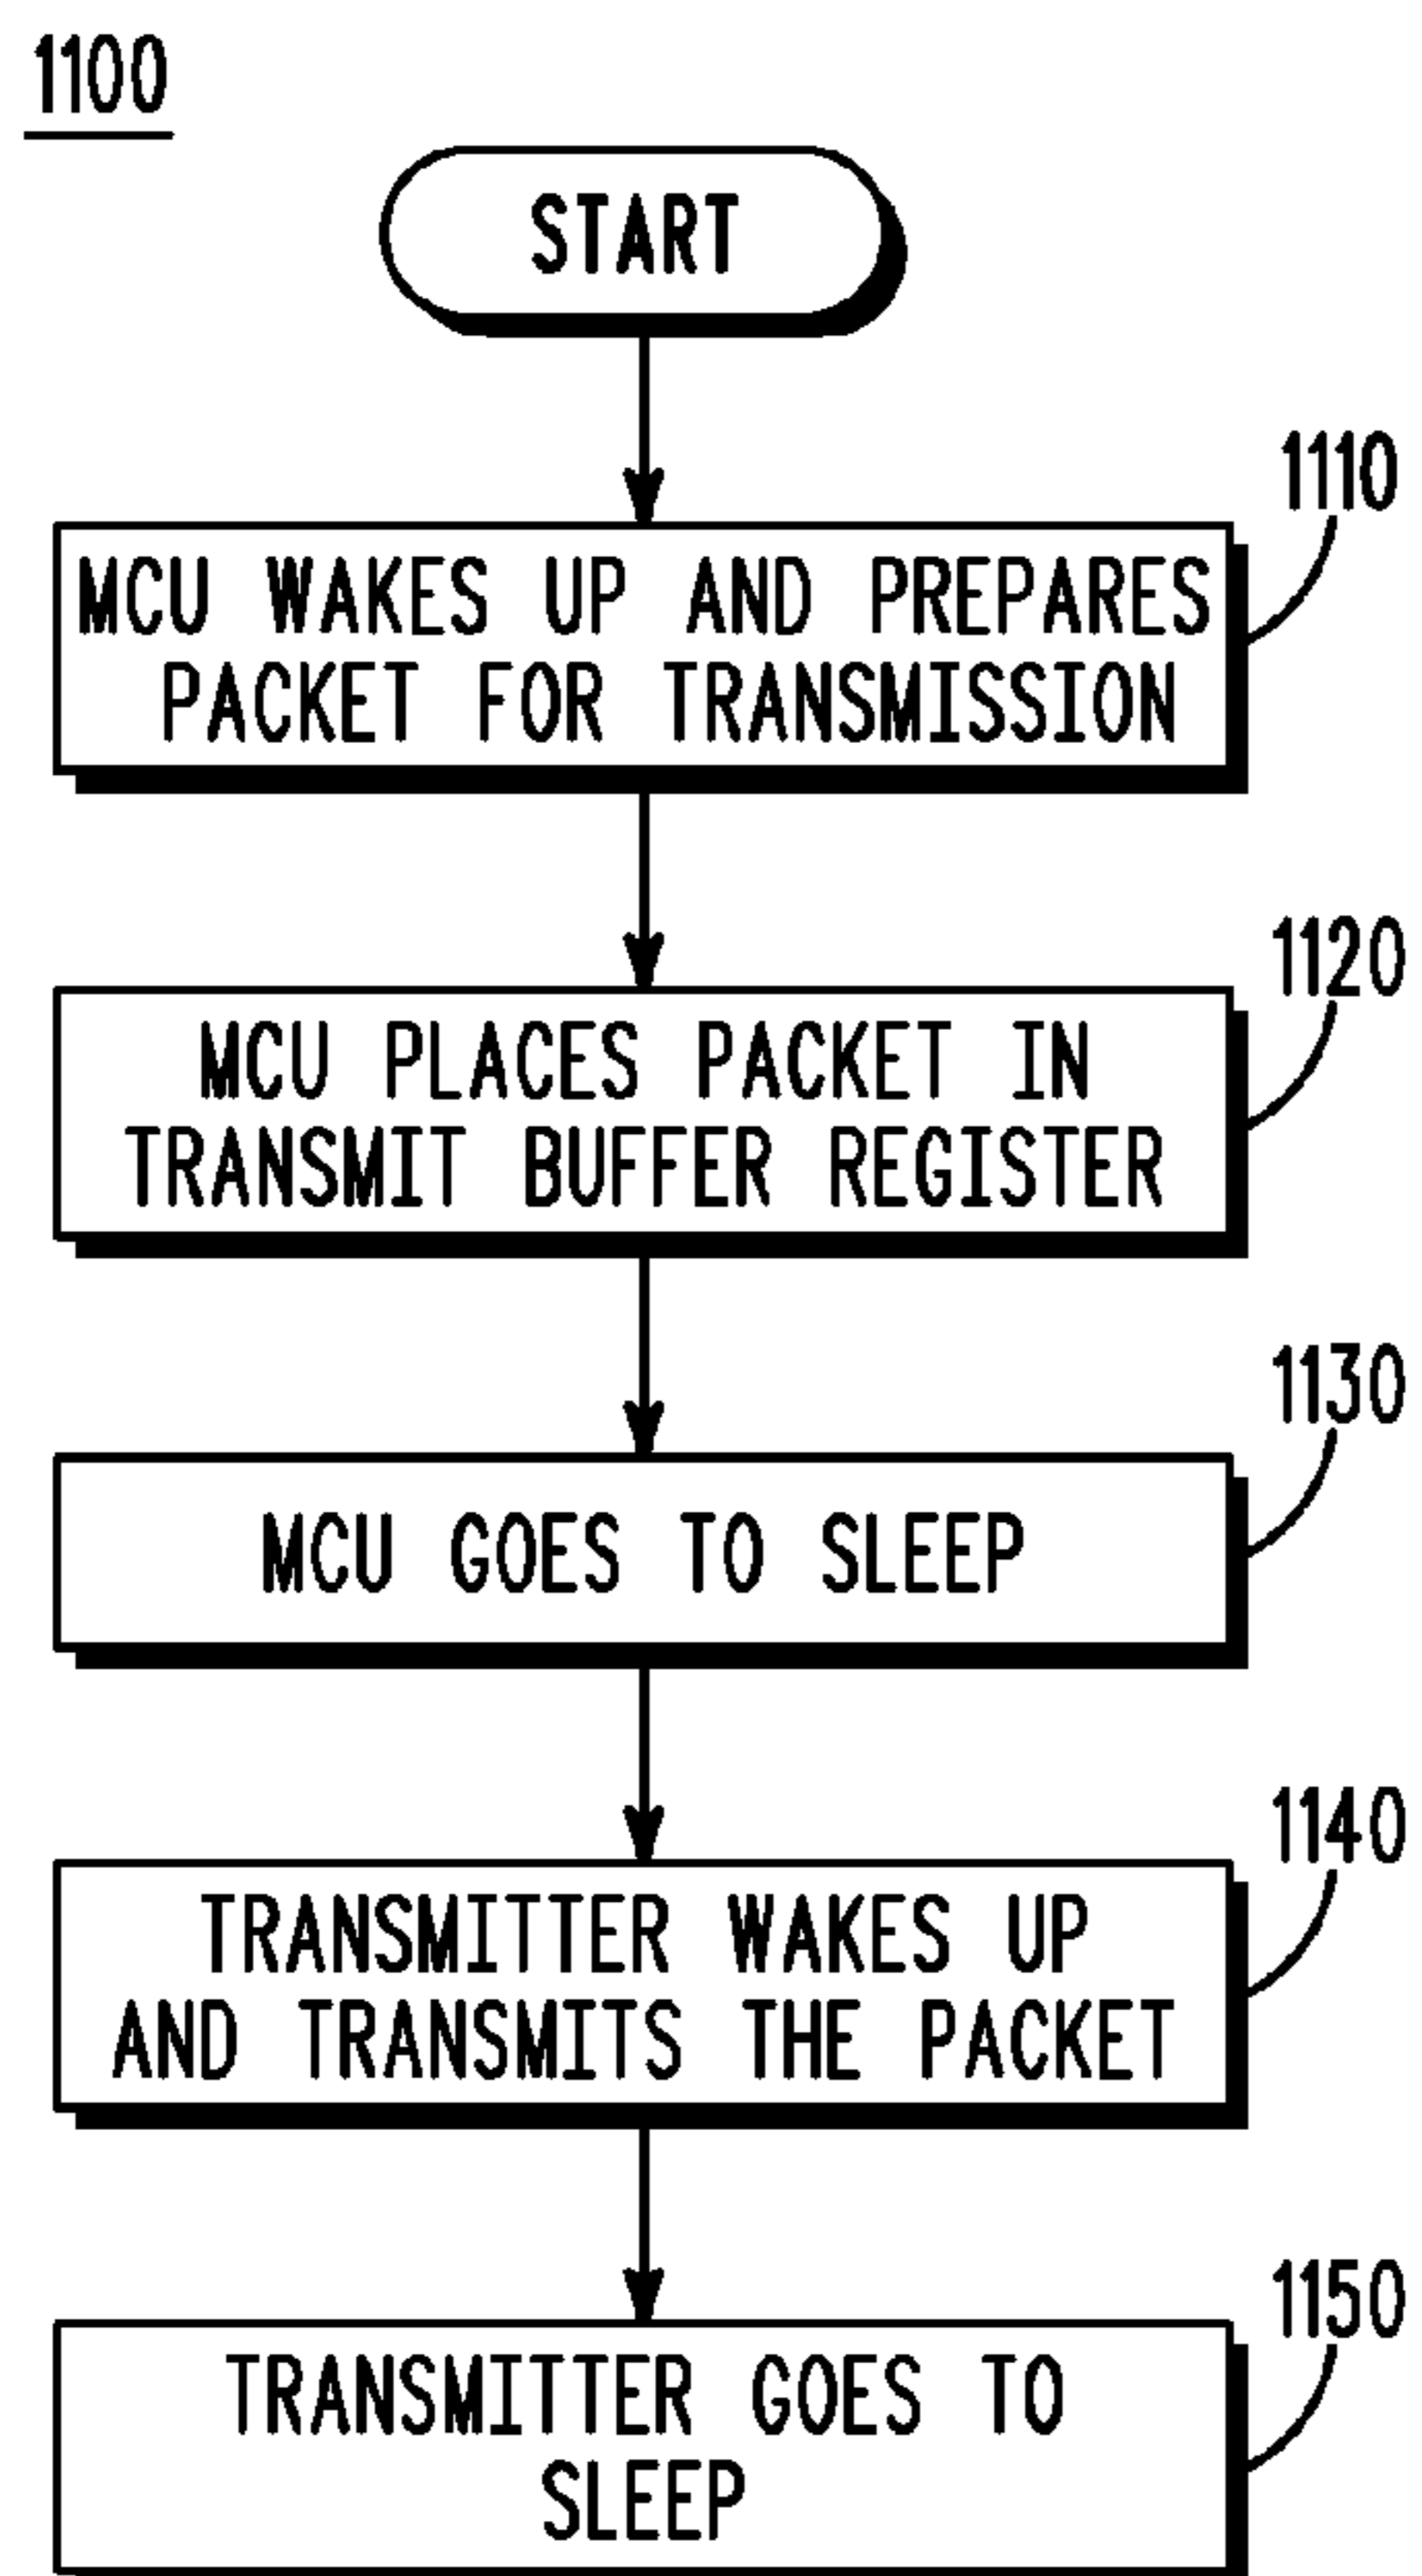 1100
START
1110
MCU WAKES UP AND PREPARES
PACKET FOR TRANSMISSION
1120
MCU PLACES PACKET IN
TRANSMIT BUFFER REGISTER
1130
MCU GOES TO SLEEP
1140
TRANSMITTER WAKES UP
AND TRANSMITS THE PACKET
1150
TRANSMITTER GOES TO
SLEEP